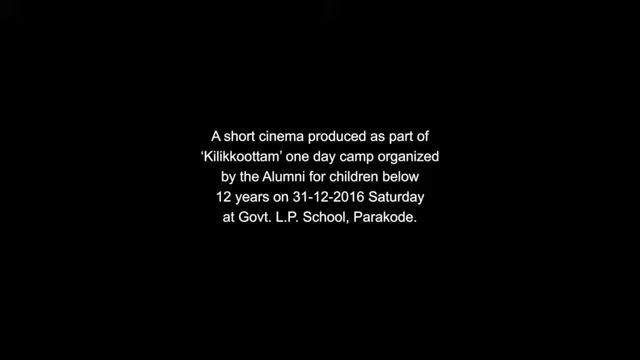 A short cinema produced as part of
‘Kilikkoottam’ one day camp organized
by the Alumni for children below
12 years on 31-12-2016 Saturday
at Govt. L.P. School, Parakode.